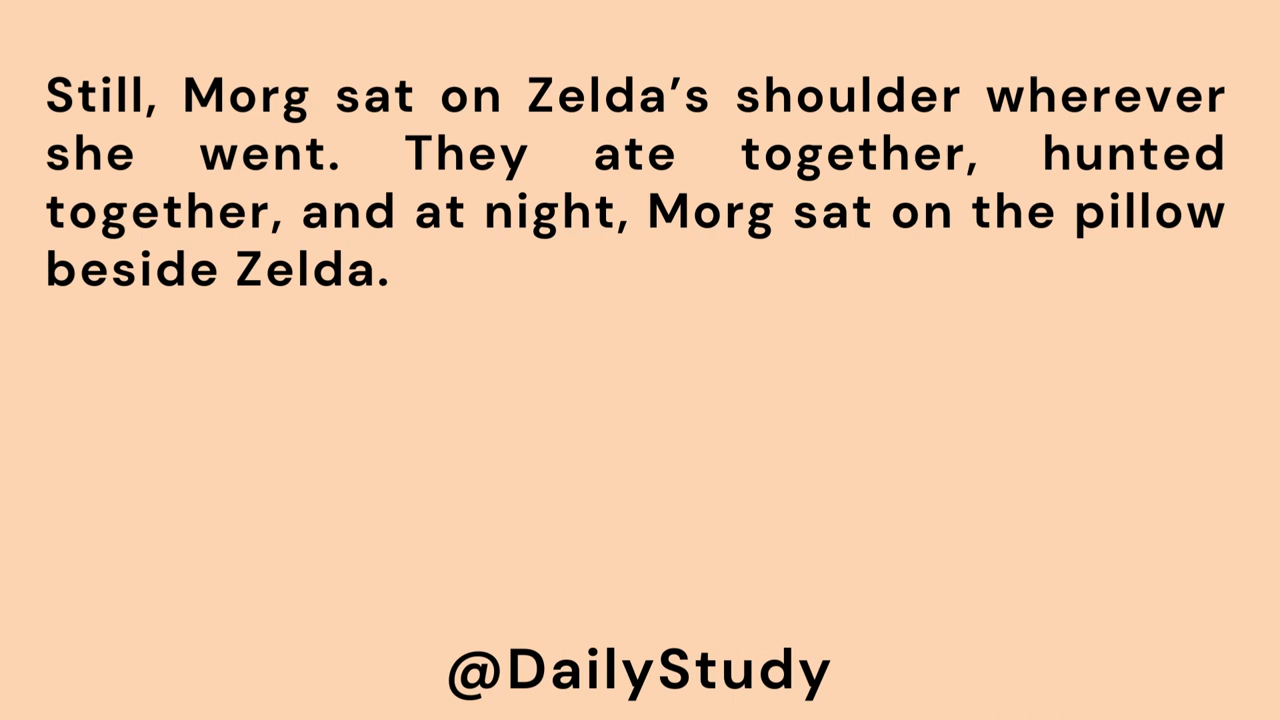 Still, Morg sat on Zelda’s shoulder wherever
she went. They ate together, hunted
together, and at night, Morg sat on the pillow
beside Zelda.
@DailyStudy